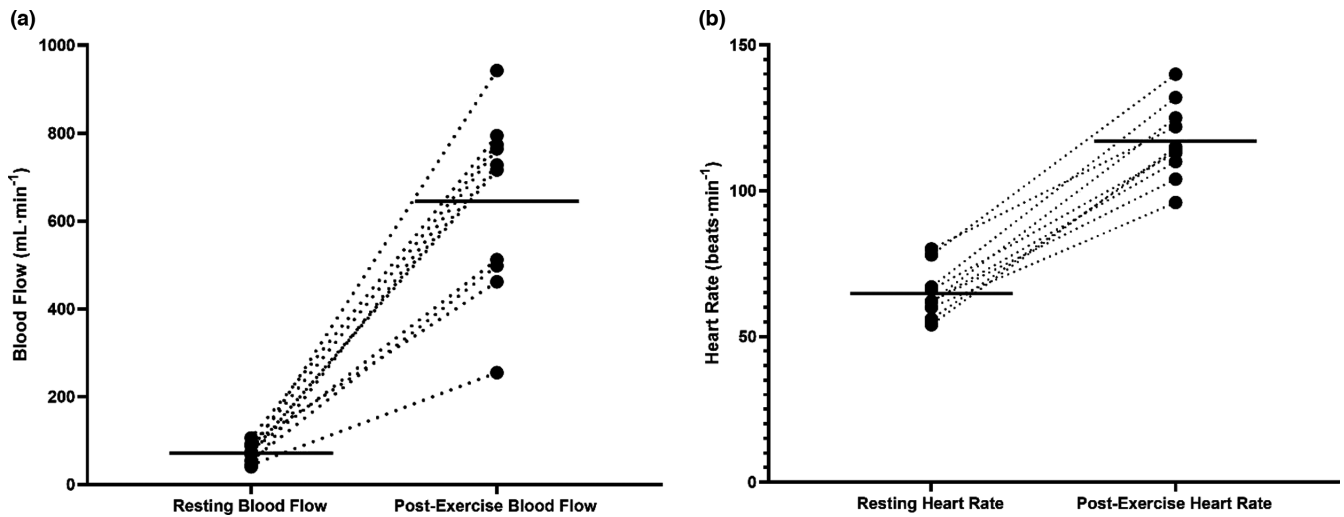 (a)
1000
800
600
400
200
0
Blood Flow (mL·min⁻¹)
Resting Blood Flow
Post-Exercise Blood Flow
(b)
150
100
50
0
Heart Rate (beats·min⁻¹)
Resting Heart Rate
Post-Exercise Heart Rate